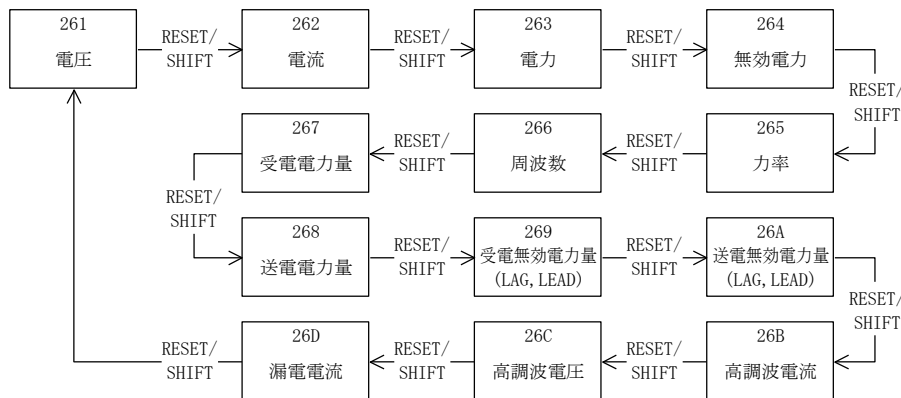 261
電圧
RESET/
SHIFT
262
電流
RESET/
SHIFT
263
電力
RESET/
SHIFT
264
無効電力
RESET/
SHIFT
265
力率
RESET/
SHIFT
266
周波数
RESET/
SHIFT
267
受電電力量
RESET/
SHIFT
268
送電電力量
RESET/
SHIFT
269
受電無効電力量
(LAG,LEAD)
RESET/
SHIFT
26A
送電無効電力量
(LAG,LEAD)
RESET/
SHIFT
26B
高調波電流
RESET/
SHIFT
26C
高調波電圧
RESET/
SHIFT
26D
漏電電流
RESET/
SHIFT